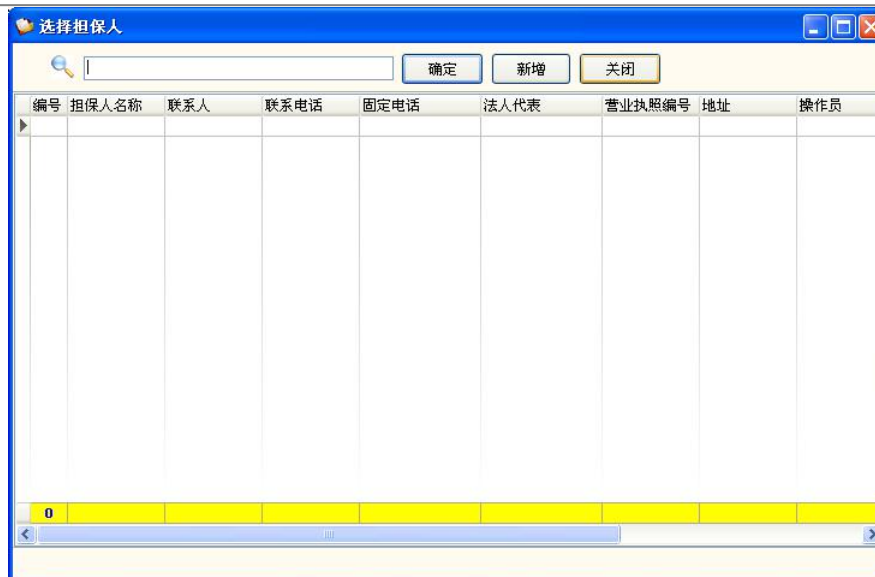 选择担保人
确定 新增 关闭
编号 担保人名称 联系人 联系电话 固定电话 法人代表 营业执照编号 地址 操作员
0